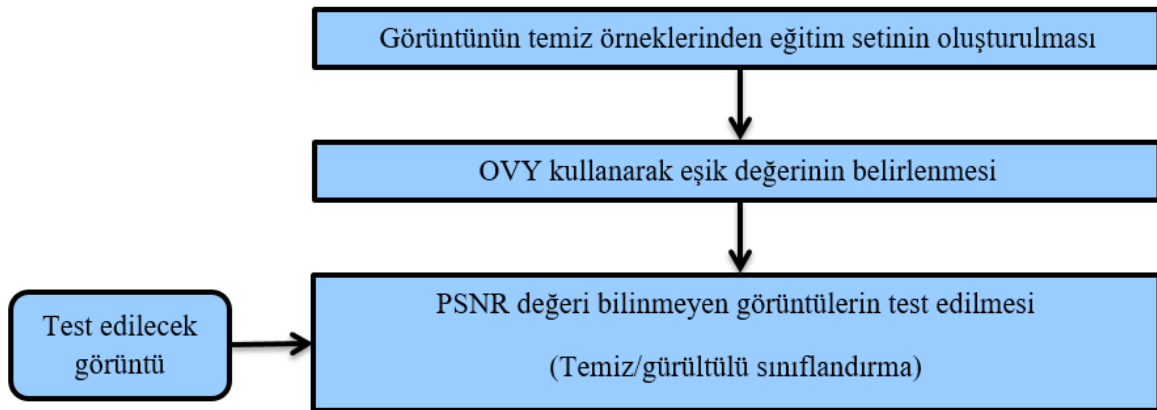 Görüntünün temiz örneklerinden eğitim setinin oluşturulması
OVY kullanarak eşik değerinin belirlenmesi
PSNR değeri bilinmeyen görüntülerin test edilmesi
(Temiz/gürültülü sınıflandırma)
Test edilecek
görüntü